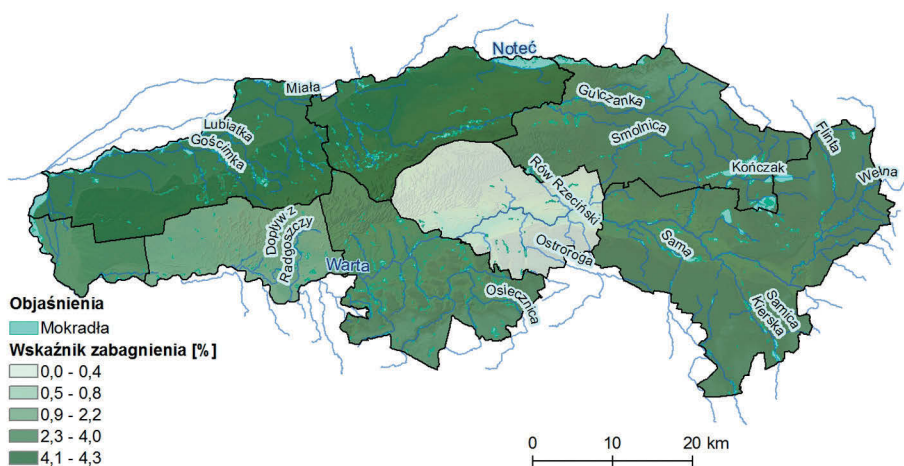 Noteć
Miała
Gulczanka
Lubiatka
Smolnica
Flinta
Gościmka
Kończak
Wełna
Rów Rzeciński
Dopływ z
Radgoszczy
Ostroroga
Sama
Warta
Osiecznica
Samica
Kierska
Objaśnienia
Mokradła
Wskaźnik zabagnienia [%]
0,0 - 0,4
0,5 - 0,8
0,9 - 2,2
2,3 - 4,0
4,1 - 4,3
0 10 20 km